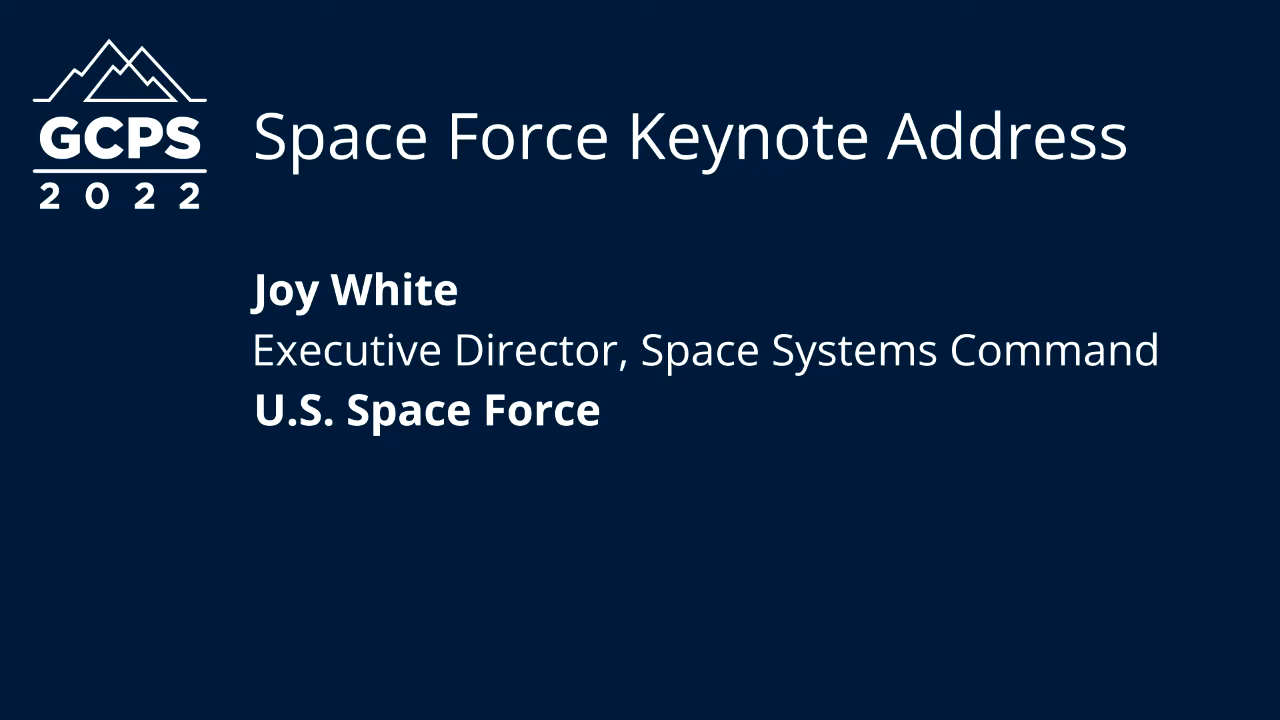 GCPS
2022
Space Force Keynote Address
Joy White
Executive Director, Space Systems Command
U.S. Space Force